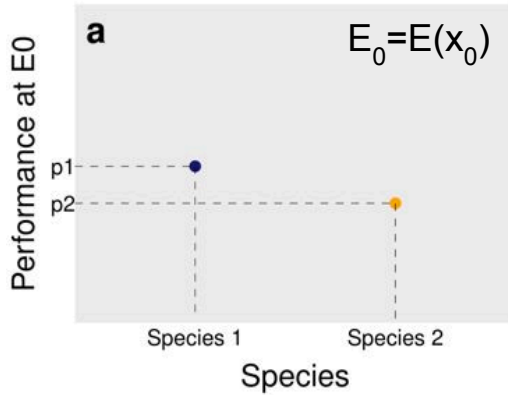 a
E₀=E(x₀)
Performance at E0
p1
p2
Species 1
Species 2
Species